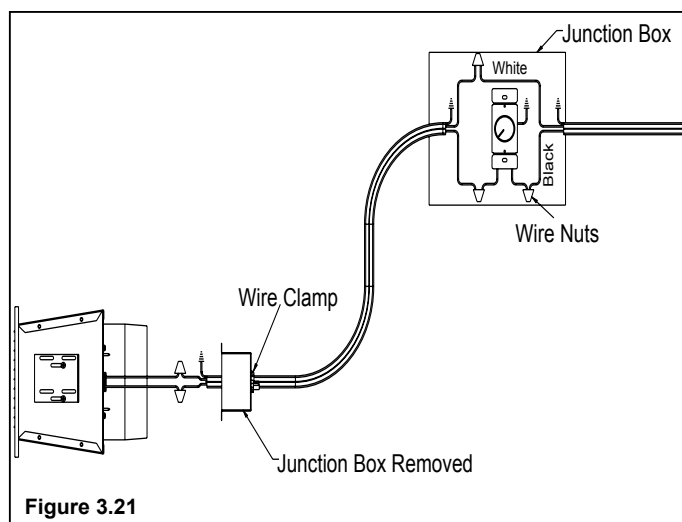 Junction Box
White
Black
Wire Nuts
Wire Clamp
Junction Box Removed
Figure 3.21